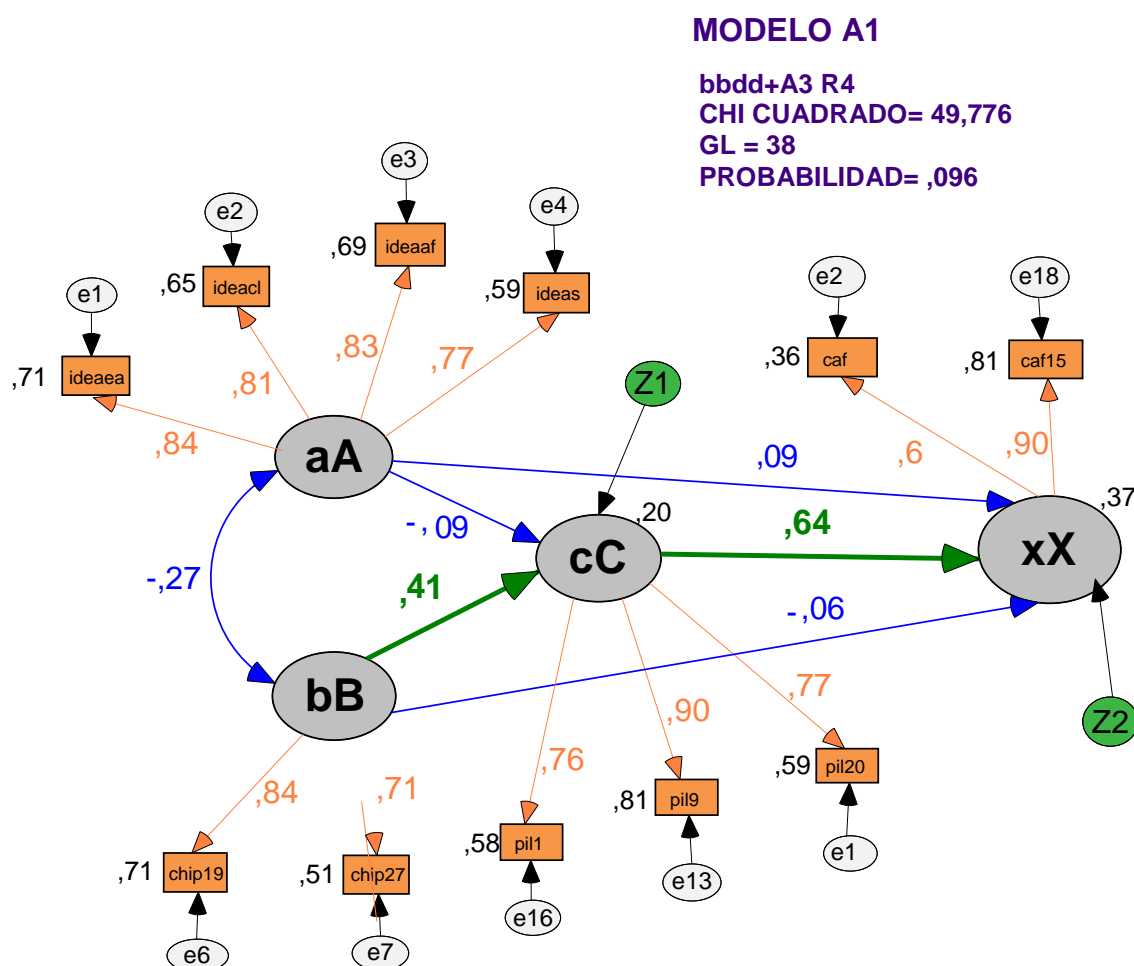 MODELO A1
bbdd+A3 R4
CHI CUADRADO= 49,776
GL = 38
PROBABILIDAD= ,096
e3
e2
e4
,69 ideaaf
e1
,65 ideacl
,59 ideas
e2
e18
,71 ideaea
,36 caf
,81 caf15
,84
,81
,83
,77
Z1
,6
,90
aA
,09
-,09
,20
,64
,37
cC
xX
-,27
,41
-,06
bB
Z2
,84
,71
,76
,90
,77
,59 pil20
,81 pil9
,58 pil1
,71 chip19
,51 chip27
e1
e13
e16
e6
e7